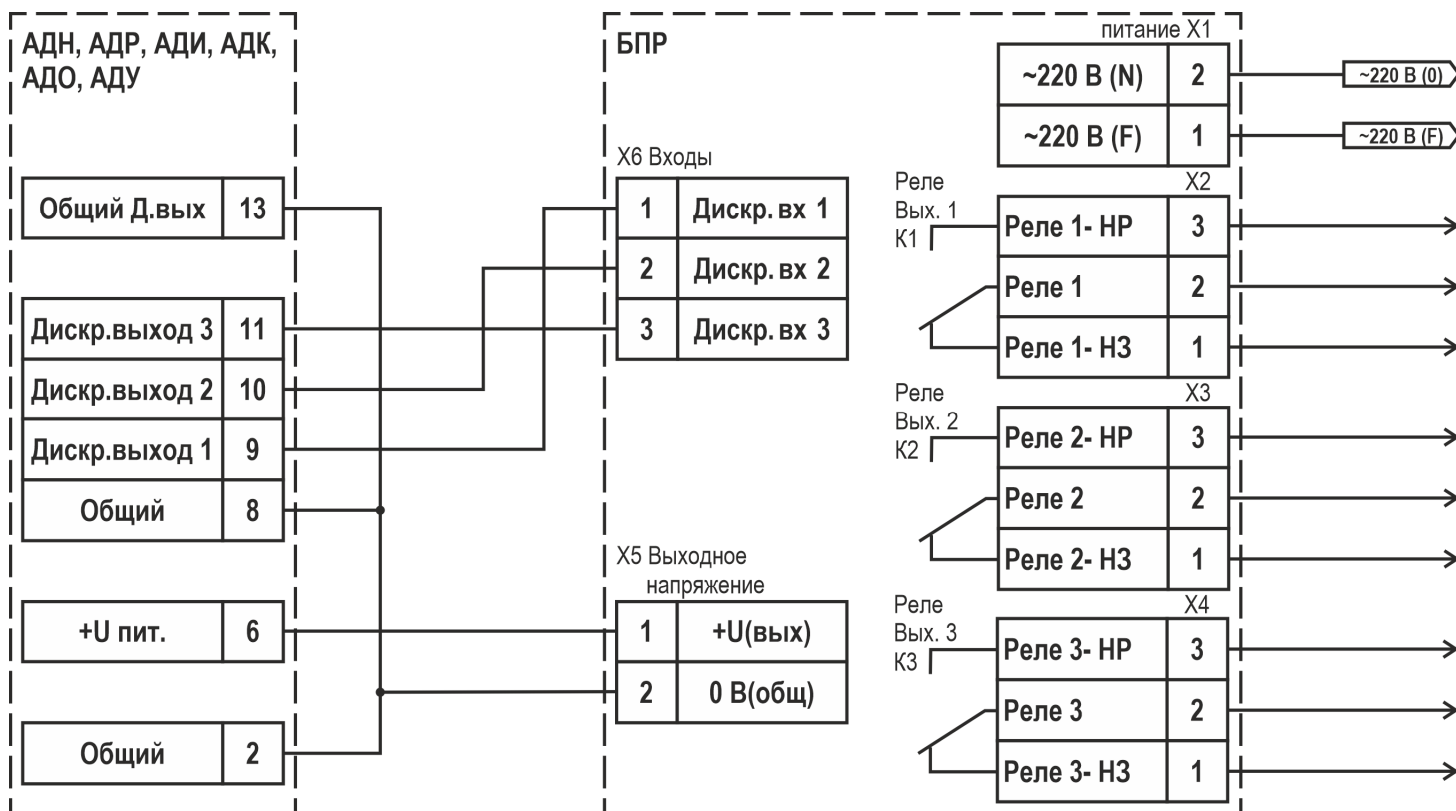 АДН, АДР, АДИ, АДК,
АДО, АДУ
Общий Д.вых 13
Дискр.выход 3 11
Дискр.выход 2 10
Дискр.выход 1 9
Общий 8
+U пит. 6
Общий 2
БПР
X6 Входы
1 Дискр. вх 1
2 Дискр. вх 2
3 Дискр. вх 3
X5 Выходное
напряжение
1 +U(вых)
2 0 В(общ)
питание X1
~220 В (N) 2
~220 В (F) 1
~220 В (0)
~220 В (F)
Реле
Вых. 1
К1
X2
Реле 1- НР 3
Реле 1 2
Реле 1- НЗ 1
Реле
Вых. 2
К2
X3
Реле 2- НР 3
Реле 2 2
Реле 2- НЗ 1
Реле
Вых. 3
К3
X4
Реле 3- НР 3
Реле 3 2
Реле 3- НЗ 1